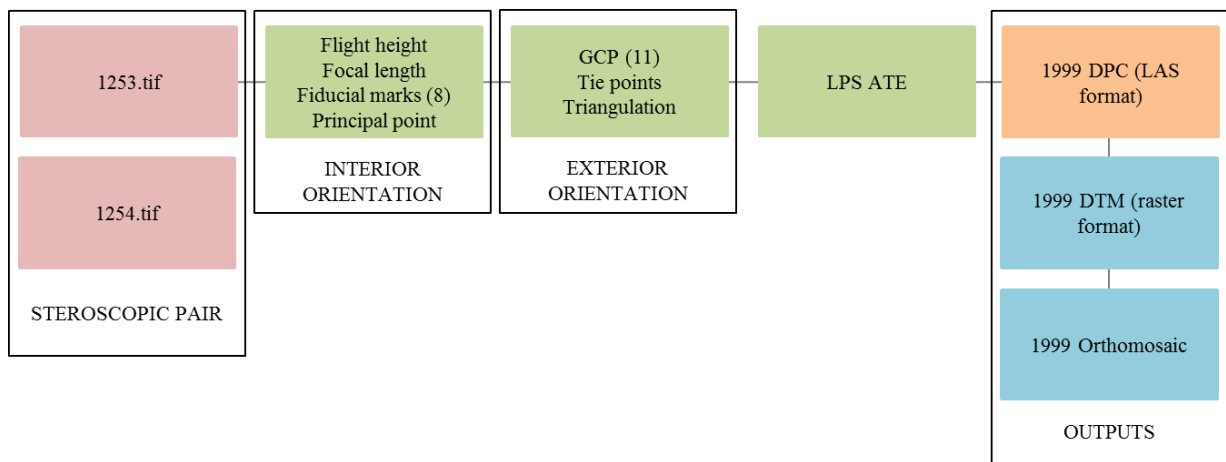 1253.tif
1254.tif
STEROSCOPIC PAIR
Flight height
Focal length
Fiducial marks (8)
Principal point
INTERIOR
ORIENTATION
GCP (11)
Tie points
Triangulation
EXTERIOR
ORIENTATION
LPS ATE
1999 DPC (LAS
format)
1999 DTM (raster
format)
1999 Orthomosaic
OUTPUTS